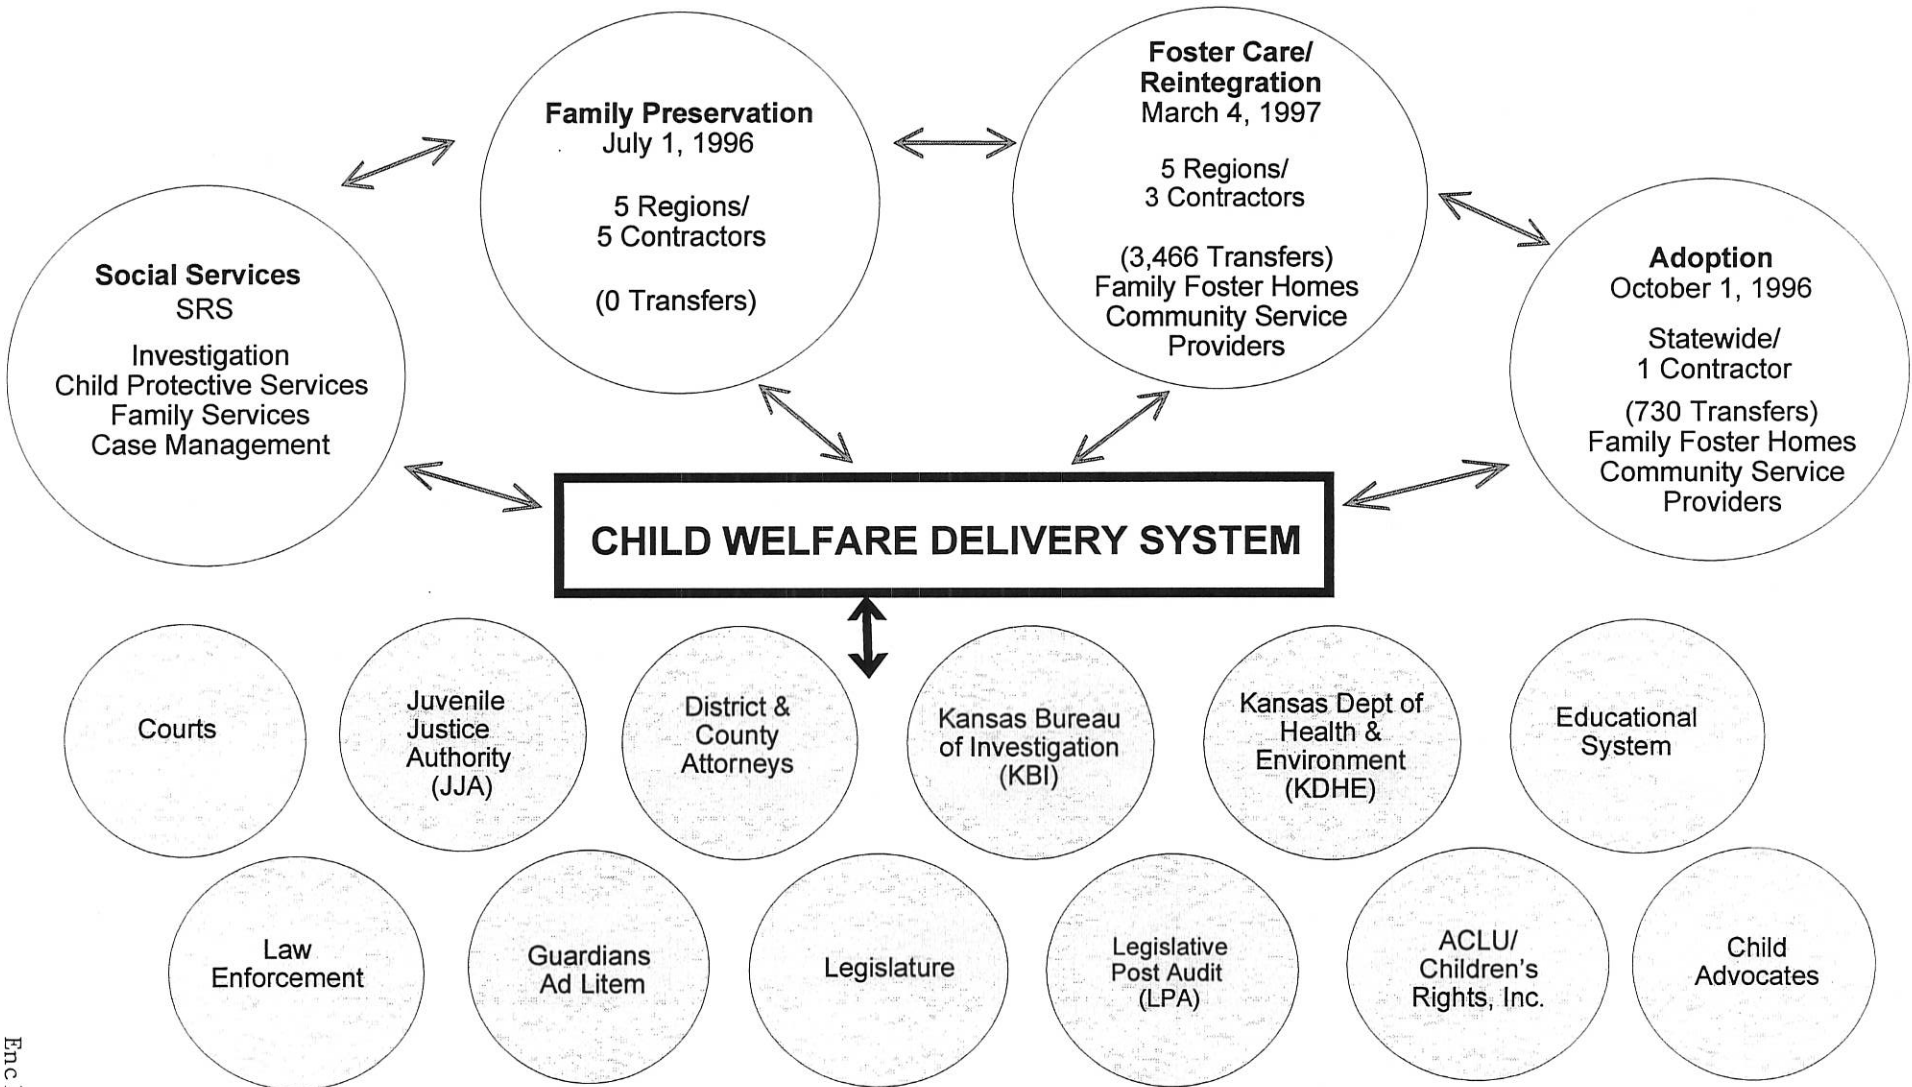 Family Preservation
July 1, 1996
5 Regions/
5 Contractors
(0 Transfers)
Foster Care/
Reintegration
March 4, 1997
5 Regions/
3 Contractors
(3,466 Transfers)
Family Foster Homes
Community Service
Providers
Social Services
SRS
Investigation
Child Protective Services
Family Services
Case Management
Adoption
October 1, 1996
Statewide/
1 Contractor
(730 Transfers)
Family Foster Homes
Community Service
Providers
CHILD WELFARE DELIVERY SYSTEM
Courts
Juvenile
Justice
Authority
(JJA)
District &
County
Attorneys
Kansas Bureau
of Investigation
(KBI)
Kansas Dept of
Health &
Environment
(KDHE)
Educational
System
Law
Enforcement
Guardians
Ad Litem
Legislature
Legislative
Post Audit
(LPA)
ACLU/
Children's
Rights, Inc.
Child
Advocates